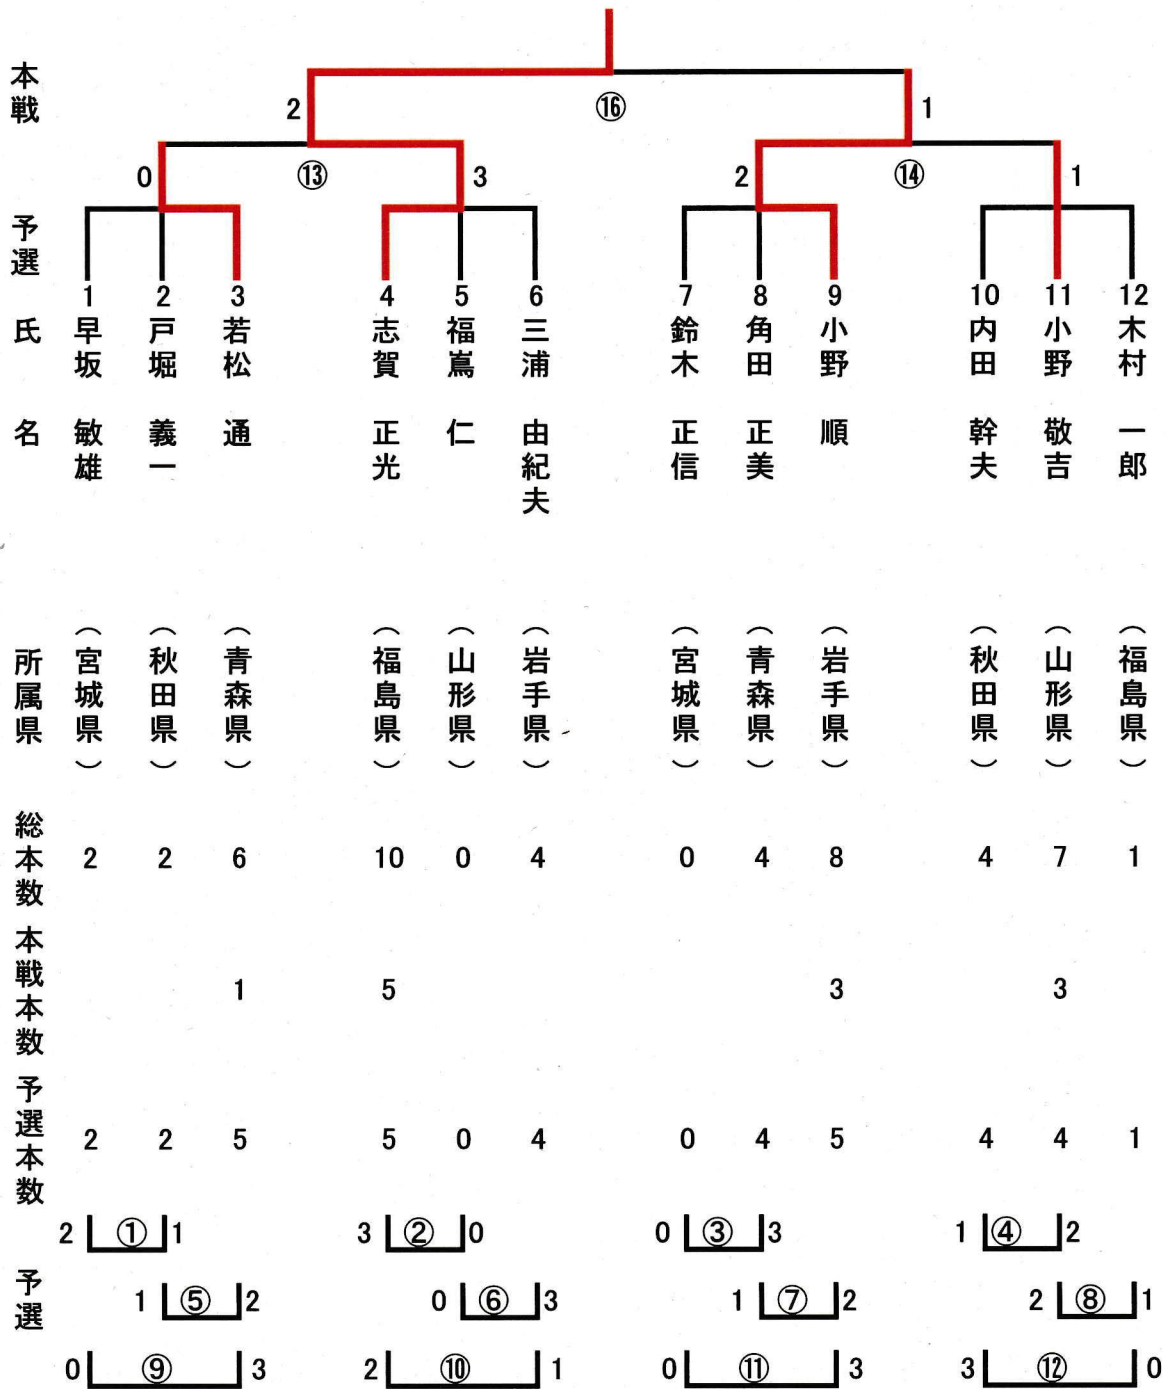 本戦
2 ⑯ 1
0 ⑬ 3 2 ⑭ 1
予選
1 2 3 4 5 6 7 8 9 10 11 12
氏名
早坂 敏雄
戸堀 義一
若松 通
志賀 正光
福嶌 仁
三浦 由紀夫
鈴木 正信
角田 正美
小野 順
内田 幹夫
小野 敬吉
木村 一郎
所属県
(宮城県)
(秋田県)
(青森県)
(福島県)
(山形県)
(岩手県)
(宮城県)
(青森県)
(岩手県)
(秋田県)
(山形県)
(福島県)
総本数 2 2 6 10 0 4 0 4 8 4 7 1
本戦本数 1 5 3 3
予選本数 2 2 5 5 0 4 0 4 5 4 4 1
予選
2 ① 1 3 ② 0 0 ③ 3 1 ④ 2
1 ⑤ 2 0 ⑥ 3 1 ⑦ 2 2 ⑧ 1
0 ⑨ 3 2 ⑩ 1 0 ⑪ 3 3 ⑫ 0